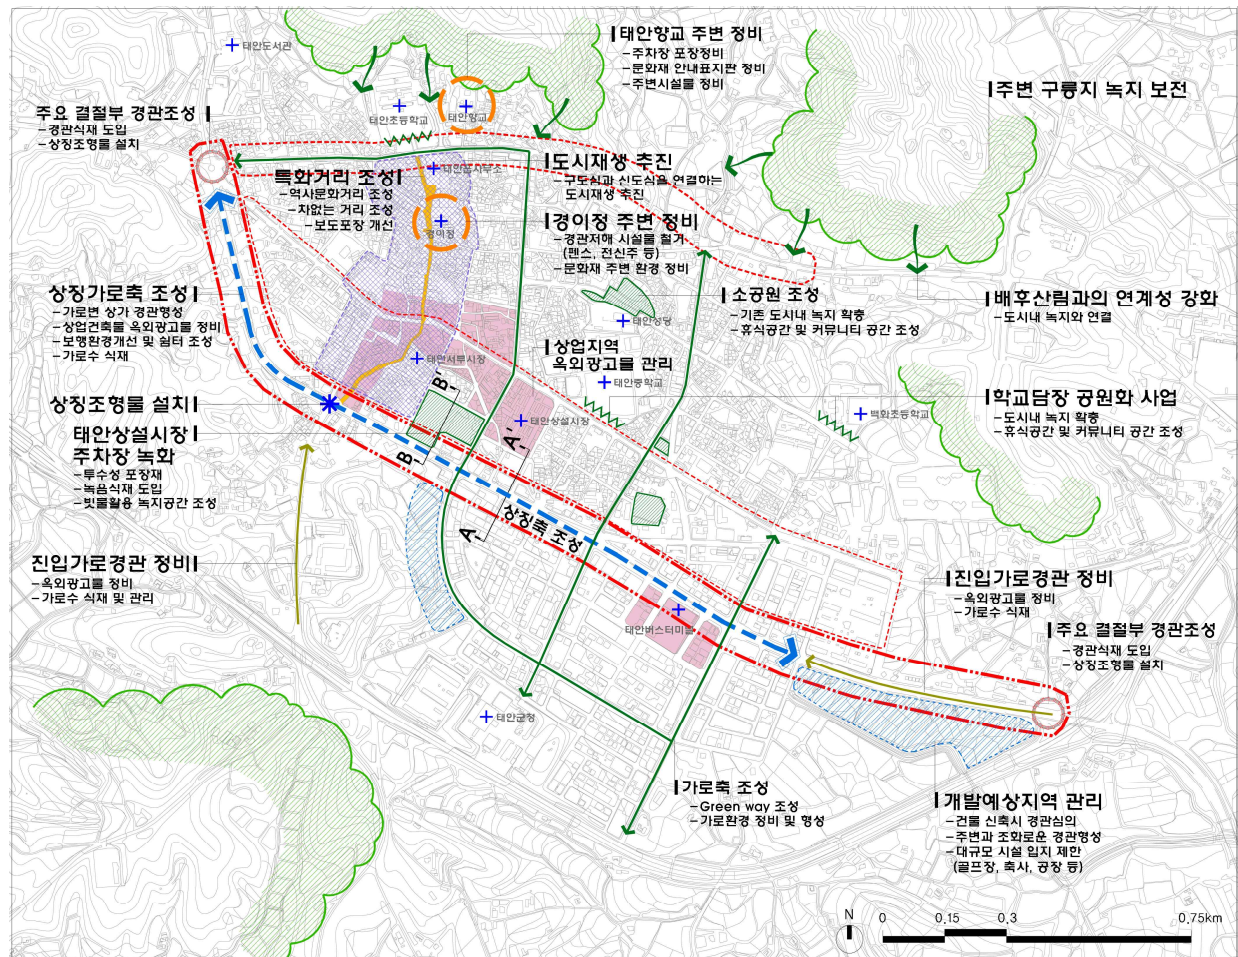 태안도서관
태안향교 주변 정비
-주차장 포장정비
-문화재 안내표지판 정비
-주변시설물 정비
주변 구릉지 녹지 보전
주요 결절부 경관조성
-경관식재 도입
-상징조형물 설치
태안초등학교
태안향교
특화거리 조성
-역사문화거리 조성
-차없는 거리 조성
-보도포장 개선
도시재생 추진
-구도심과 신도심을 연결하는
도시재생 추진
경이정
경이정 주변 정비
-경관저해 시설물 철거
(펜스, 전신주 등)
-문화재 주변 환경 정비
상징가로축 조성
-가로변 상가 경관형성
-상업건축물 옥외광고물 정비
-보행환경개선 및 쉼터 조성
-가로수 식재
소공원 조성
-기존 도시내 녹지 확충
-휴식공간 및 커뮤니티 공간 조성
배후산림과의 연계성 강화
-도시내 녹지와 연결
태안성당
상업지역
옥외광고물 관리
태안서부시장
태안중학교
학교담장 공원화 사업
-도시내 녹지 확충
-휴식공간 및 커뮤니티 공간 조성
백화초등학교
상징조형물 설치
태안상설시장
주차장 녹화
-투수성 포장재
-녹음식재 도입
-빗물활용 녹지공간 조성
태안상설시장
B'
B
A'
A
상징축 조성
진입가로경관 정비
-옥외광고물 정비
-가로수 식재 및 관리
진입가로경관 정비
-옥외광고물 정비
-가로수 식재
주요 결절부 경관조성
-경관식재 도입
-상징조형물 설치
태안버스터미널
태안군청
가로축 조성
-Green way 조성
-가로환경 정비 및 형성
개발예상지역 관리
-건물 신축시 경관심의
-주변과 조화로운 경관형성
-대규모 시설 입지 제한
(골프장, 축사, 공장 등)
N
0 0.15 0.3 0.75km